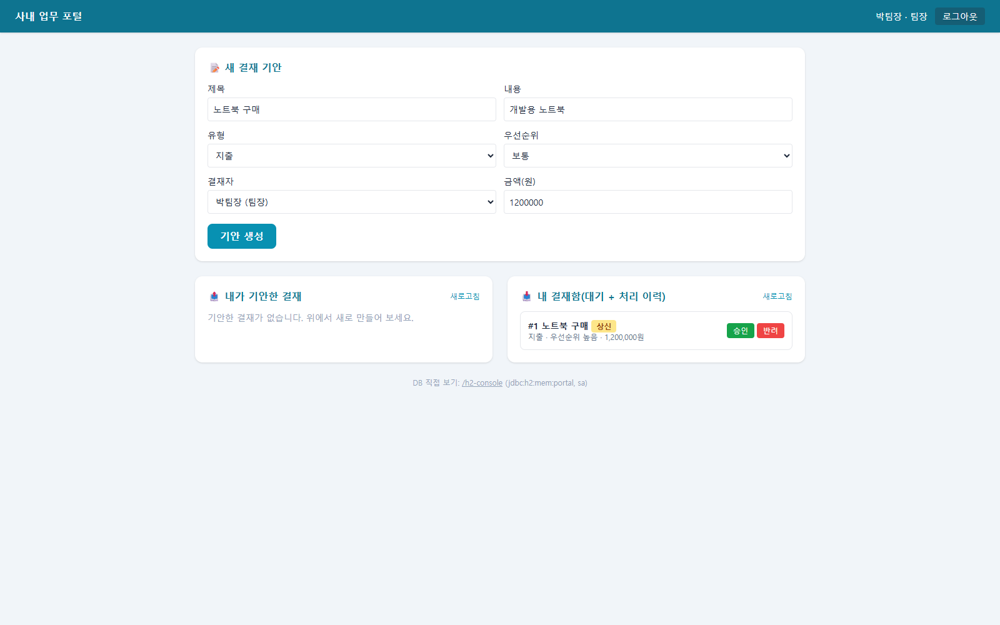 사내 업무 포털
박팀장 · 팀장
로그아웃
새 결재 기안
제목
노트북 구매
내용
개발용 노트북
유형
지출
우선순위
보통
결재자
박팀장 (팀장)
금액(원)
1200000
기안 생성
내가 기안한 결재
새로고침
기안한 결재가 없습니다. 위에서 새로 만들어 보세요.
내 결재함(대기 + 처리 이력)
새로고침
#1 노트북 구매 상신
지출 · 우선순위 높음 · 1,200,000원
승인
반려
DB 직접 보기: /h2-console (jdbc:h2:mem:portal, sa)